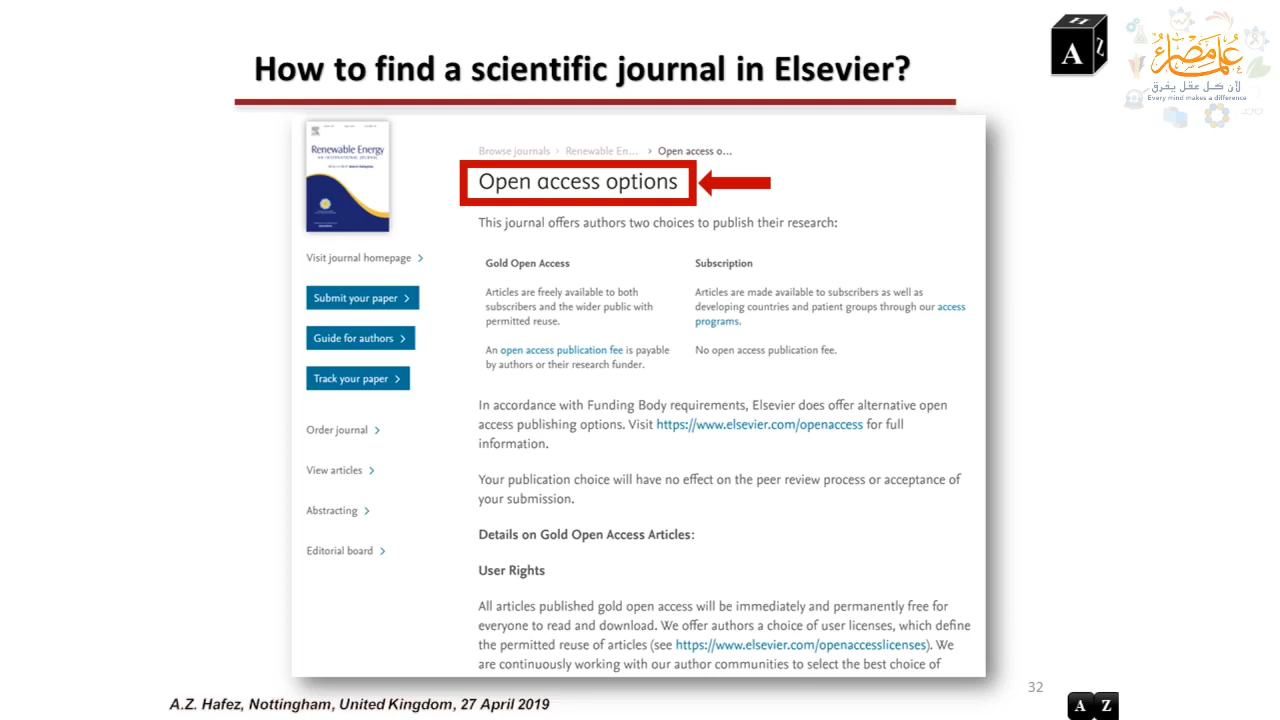 How to find a scientific journal in Elsevier?
H
A
Z
علماء مصر
لأن كل عقل يفرق
Every mind makes a difference
Renewable Energy
AN INTERNATIONAL JOURNAL
Browse journals > Renewable En... > Open access o...
Open access options
This journal offers authors two choices to publish their research:
Visit journal homepage >
Submit your paper >
Guide for authors >
Track your paper >
Order journal >
View articles >
Abstracting >
Editorial board >
Gold Open Access
Articles are freely available to both
subscribers and the wider public with
permitted reuse.
An open access publication fee is payable
by authors or their research funder.
Subscription
Articles are made available to subscribers as well as
developing countries and patient groups through our access
programs.
No open access publication fee.
In accordance with Funding Body requirements, Elsevier does offer alternative open
access publishing options. Visit https://www.elsevier.com/openaccess for full
information.
Your publication choice will have no effect on the peer review process or acceptance of
your submission.
Details on Gold Open Access Articles:
User Rights
All articles published gold open access will be immediately and permanently free for
everyone to read and download. We offer authors a choice of user licenses, which define
the permitted reuse of articles (see https://www.elsevier.com/openaccesslicenses). We
are continuously working with our author communities to select the best choice of
32
A.Z. Hafez, Nottingham, United Kingdom, 27 April 2019
A Z